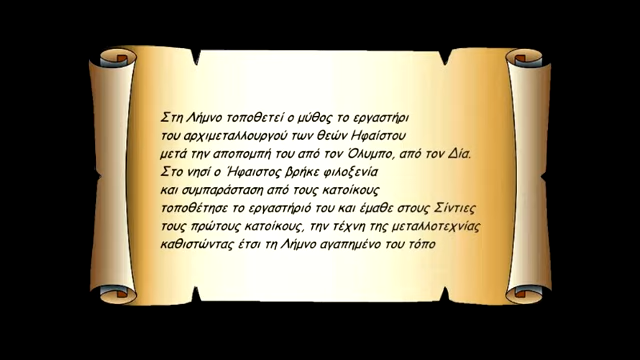 Στη Λήμνο τοποθετεί ο μύθος το εργαστήρι
του αρχιμεταλλουργού των θεών Ηφαίστου
μετά την αποπομπή του από τον Όλυμπο, από τον Δία.
Στο νησί ο Ήφαιστος βρήκε φιλοξενία
και συμπαράσταση από τους κατοίκους
τοποθέτησε το εργαστήριό του και έμαθε στους Σίντιες
τους πρώτους κατοίκους, την τέχνη της μεταλλοτεχνίας
καθιστώντας έτσι τη Λήμνο αγαπημένο του τόπο